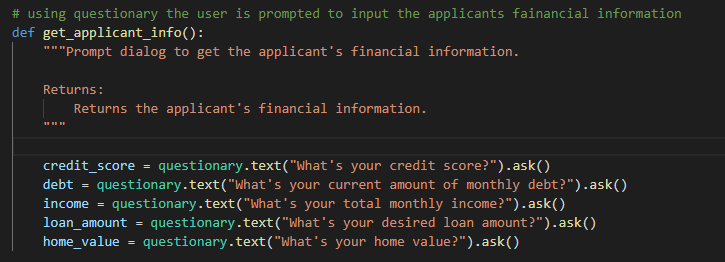 # using questionary the user is prompted to input the applicants fainancial information
def get_applicant_info():
    """Prompt dialog to get the applicant's financial information.
    Returns:
        Returns the applicant's financial information.
    """
    credit_score = questionary.text("What's your credit score?").ask()
    debt = questionary.text("What's your current amount of monthly debt?").ask()
    income = questionary.text("What's your total monthly income?").ask()
    loan_amount = questionary.text("What's your desired loan amount?").ask()
    home_value = questionary.text("What's your home value?").ask()